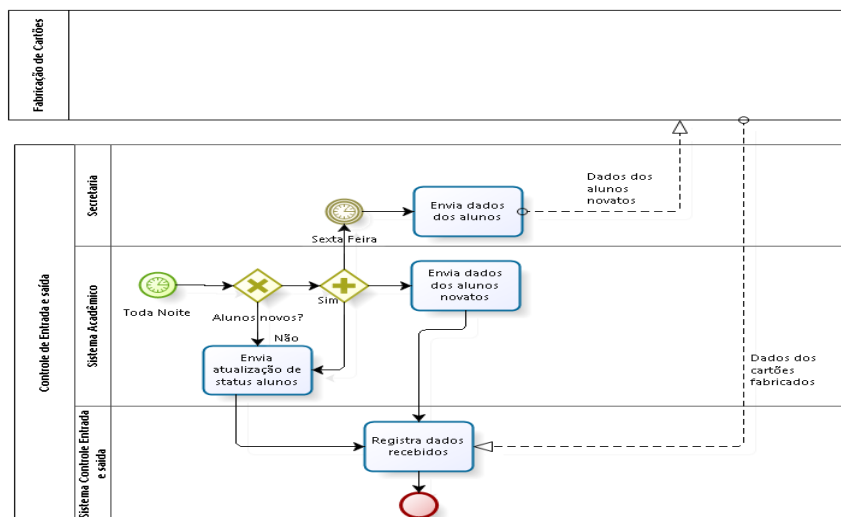 Fabricação de Cartões
Controle de Entrada e saída
Secretaria
Envia dados
dos alunos
Dados dos
alunos
novatos
Sexta Feira
Sistema Acadêmico
Toda Noite
Alunos novos?
Sim
Não
Envia dados
dos alunos
novatos
Envia
atualização de
status alunos
Dados dos
cartões
fabricados
Sistema Controle Entrada
e saída
Registra dados
recebidos